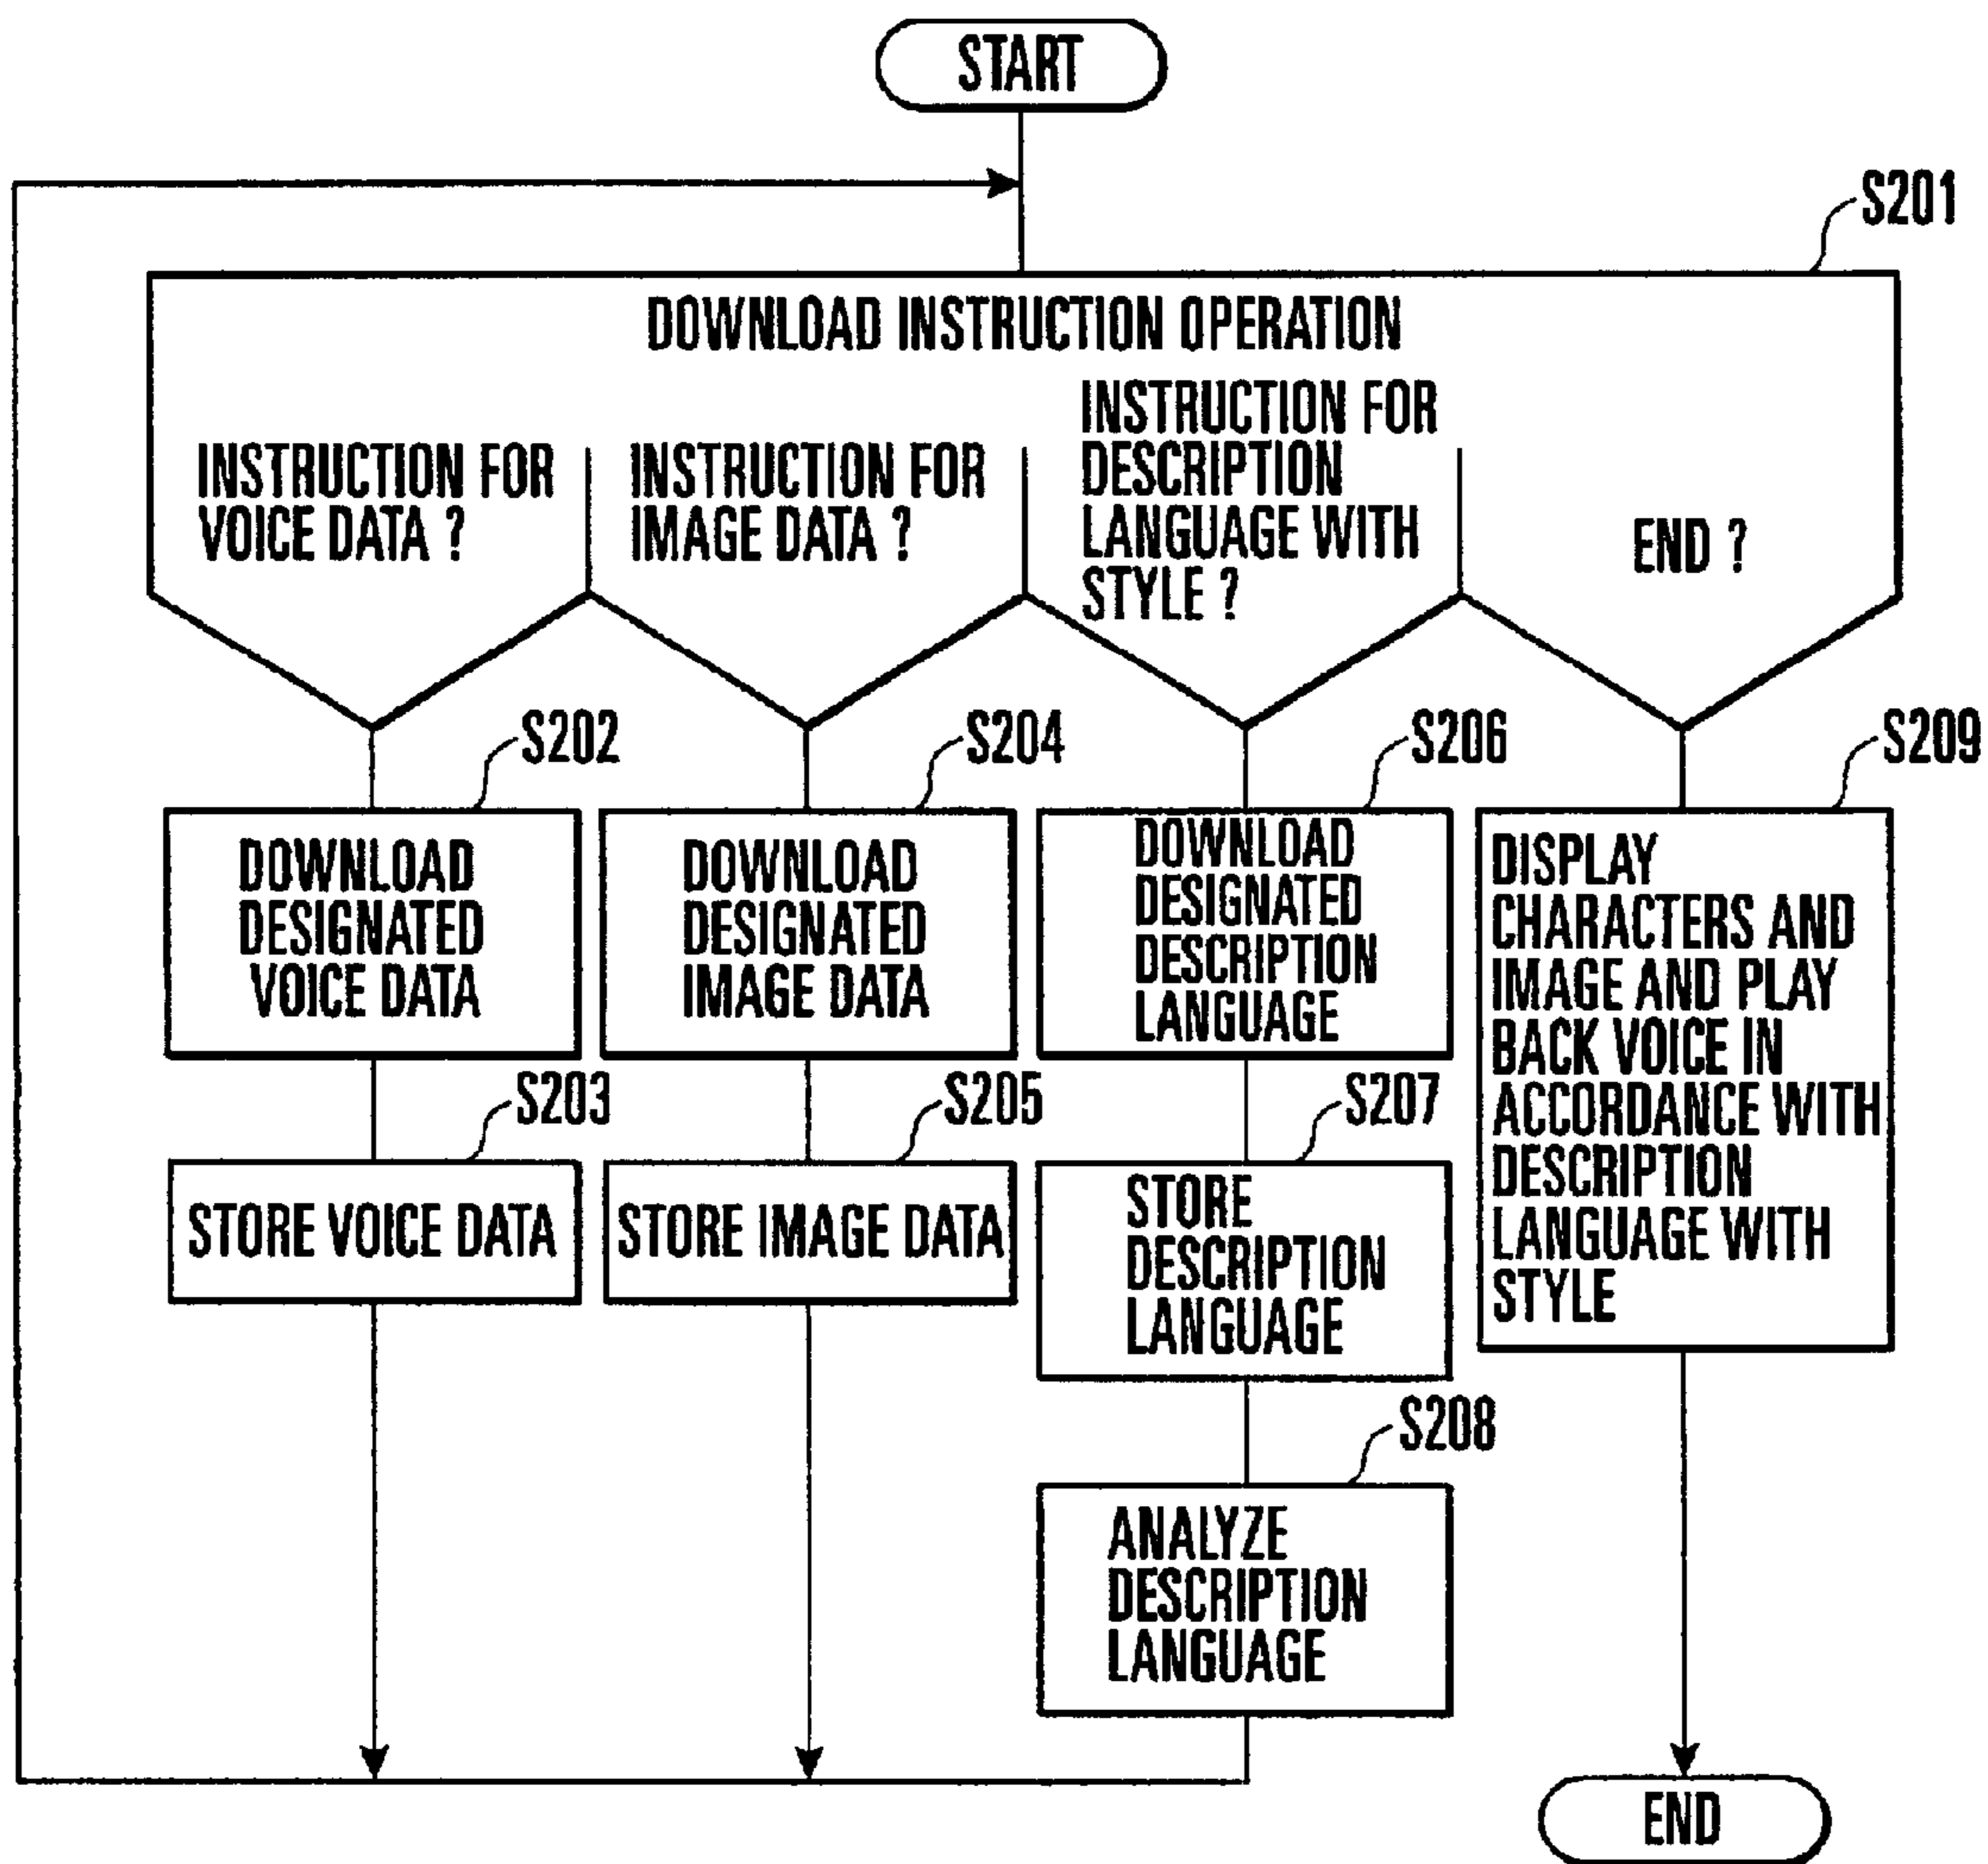 START
S201
DOWNLOAD INSTRUCTION OPERATION
INSTRUCTION FOR
VOICE DATA ?
INSTRUCTION FOR
IMAGE DATA ?
INSTRUCTION FOR
DESCRIPTION
LANGUAGE WITH
STYLE ?
END ?
S202
DOWNLOAD
DESIGNATED
VOICE DATA
S203
STORE VOICE DATA
S204
DOWNLOAD
DESIGNATED
IMAGE DATA
S205
STORE IMAGE DATA
S206
DOWNLOAD
DESIGNATED
DESCRIPTION
LANGUAGE
S207
STORE
DESCRIPTION
LANGUAGE
S208
ANALYZE
DESCRIPTION
LANGUAGE
S209
DISPLAY
CHARACTERS AND
IMAGE AND PLAY
BACK VOICE IN
ACCORDANCE WITH
DESCRIPTION
LANGUAGE WITH
STYLE
END